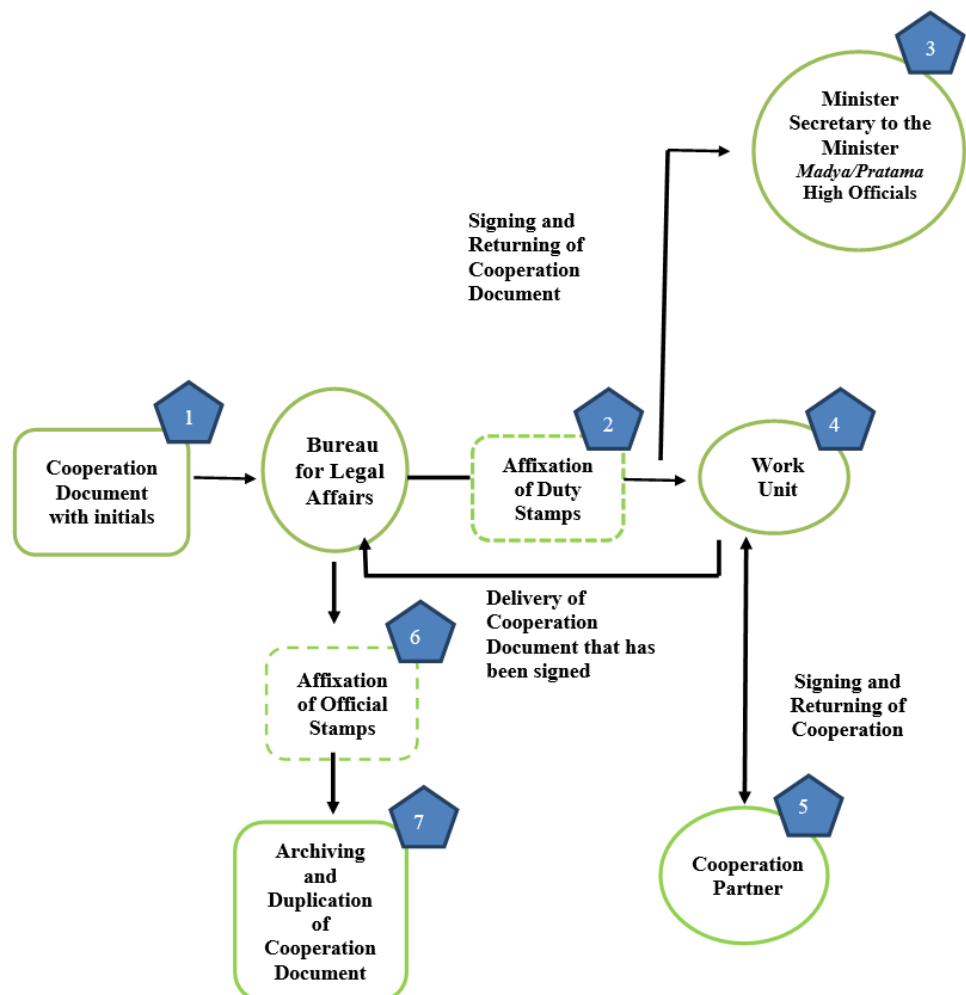 3
Minister
Secretary to the
Minister
Madya/Pratama
High Officials
Signing and
Returning of
Cooperation
Document
1
Cooperation
Document
with initials
Bureau
for Legal
Affairs
2
Affixation
of Duty
Stamps
4
Work
Unit
Delivery of
Cooperation
Document that has
been signed
6
Affixation
of Official
Stamps
Signing and
Returning of
Cooperation
5
Cooperation
Partner
7
Archiving
and
Duplication
of
Cooperation
Document